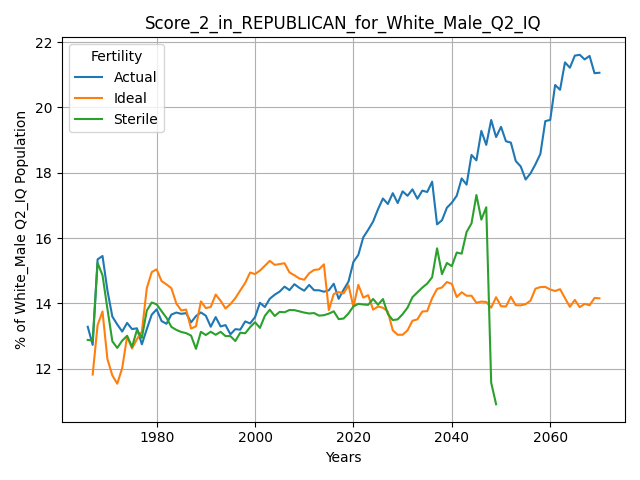 Score_2_in_REPUBLICAN_for_White_Male_Q2_IQ
Fertility
Actual
Ideal
Sterile
% of White_Male Q2_IQ Population
22
20
18
16
14
12
1980
2000
2020
2040
2060
Years